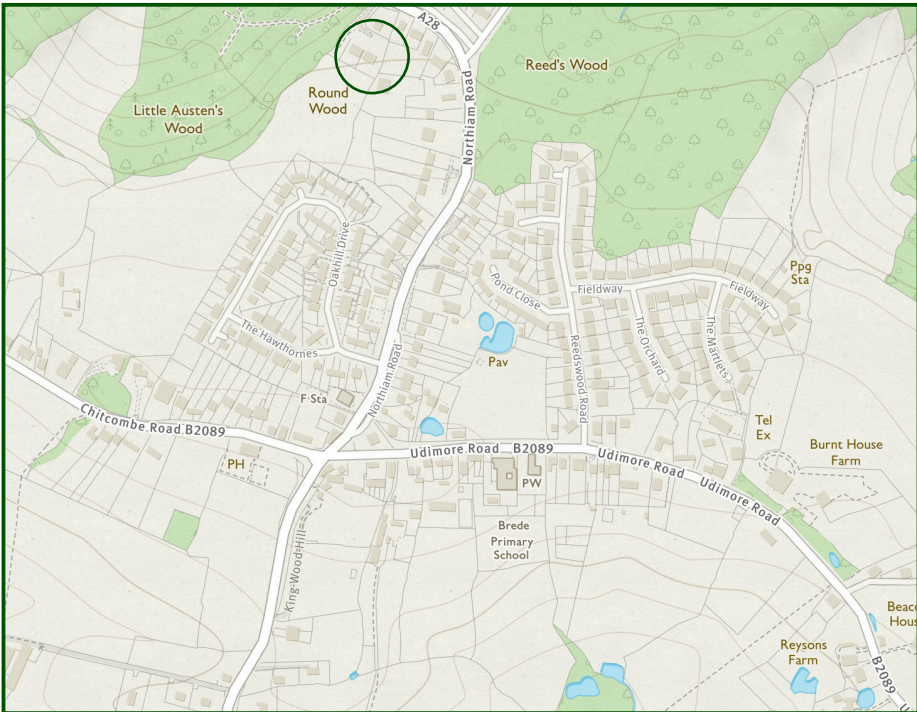 A28
Reed's Wood
Round
Wood
Little Austen's
Wood
Northiam Road
Oakhill Drive
Ppg
Sta
Pond Close
Fieldway
Fieldway
The Hawthornes
The Orchard
The Martlets
Reedswood Road
Pav
Northiam Road
F Sta
Chitcombe Road B2089
Tel
Ex
Udimore Road B2089
Udimore Road
Udimore Road
Burnt House
Farm
PH
PW
Brede
Primary
School
King Wood Hill
Beac
Hous
Reysons
Farm
B2089
U